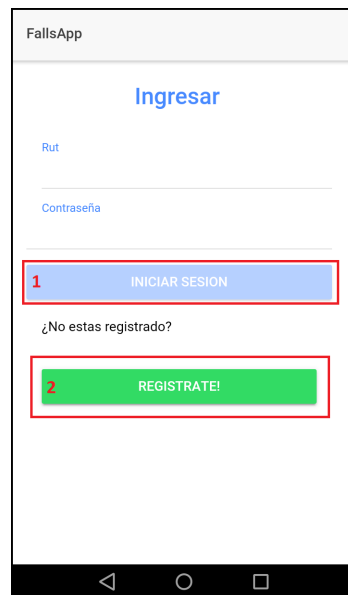 FallsApp
Ingresar
Rut
Contraseña
1 INICIAR SESION
¿No estas registrado?
2 REGISTRATE!